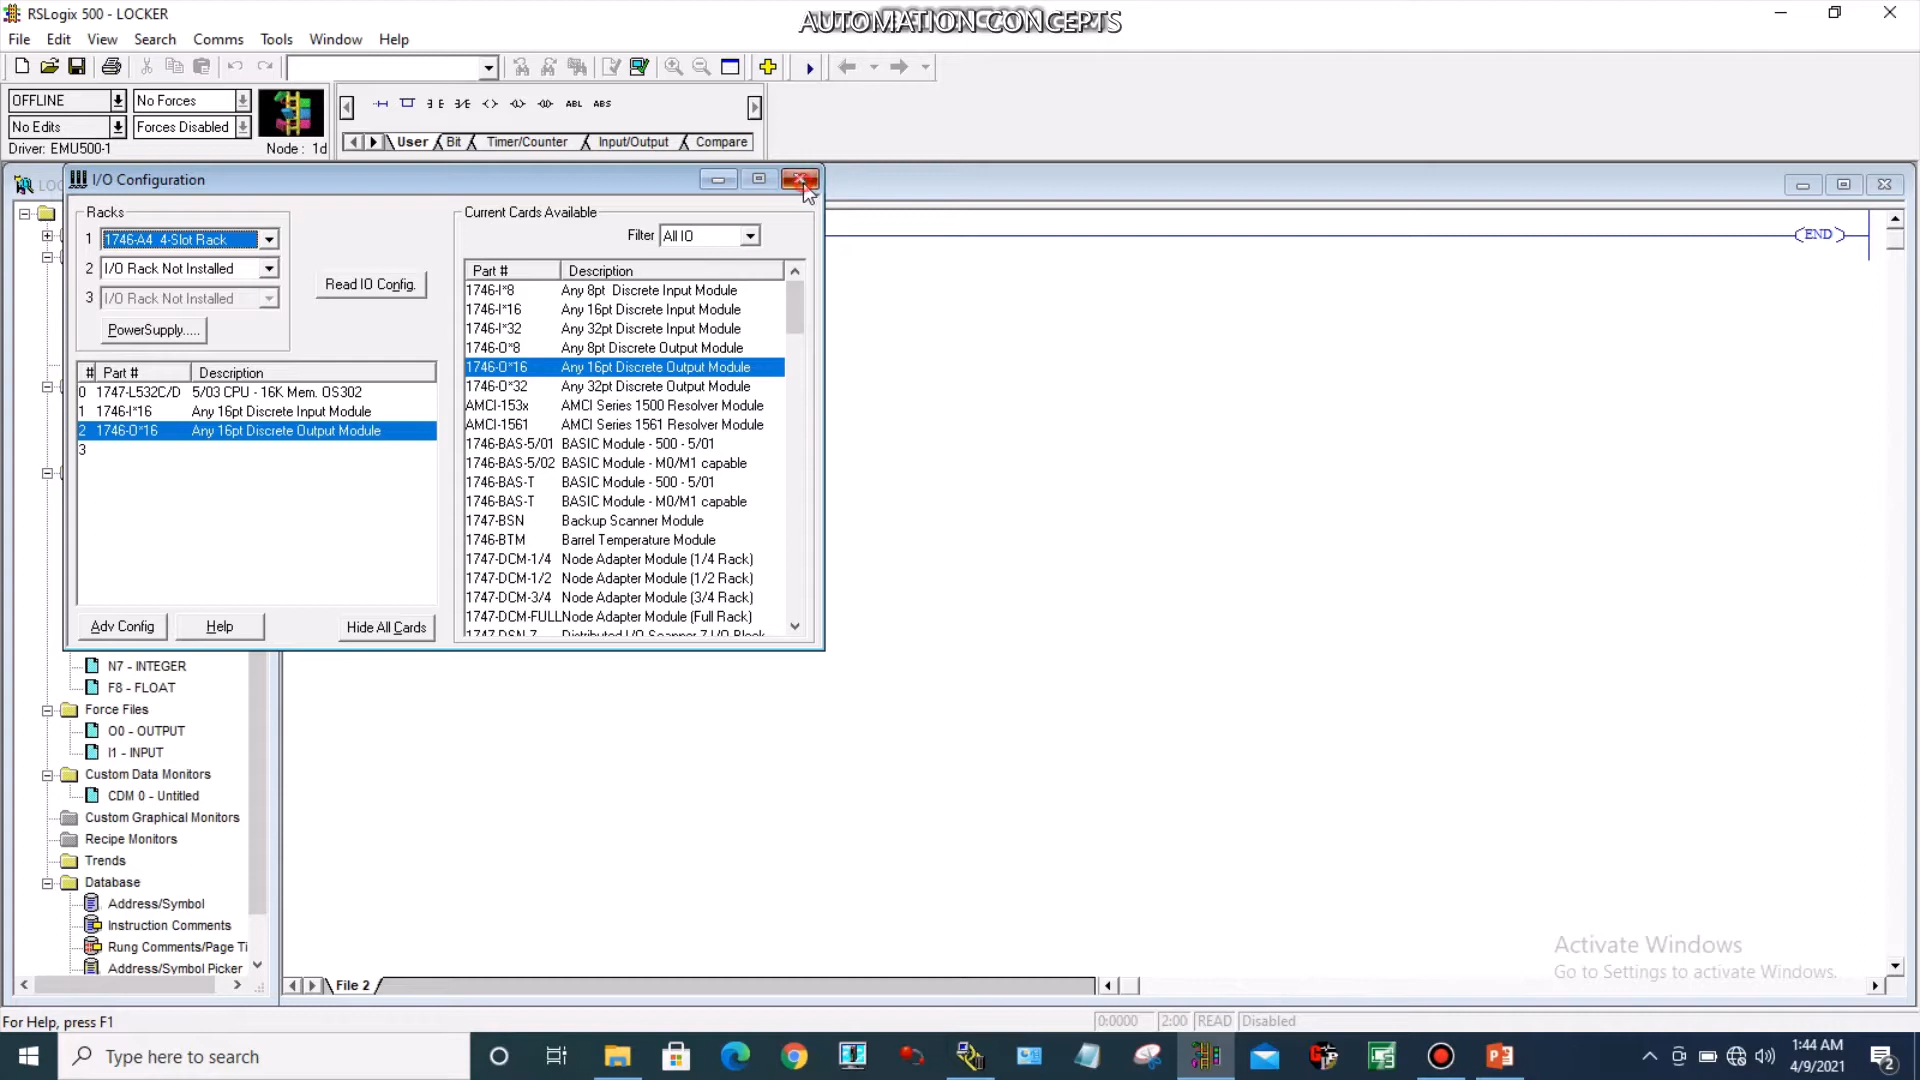 RSLogix 500 - LOCKER
AUTOMATION CONCEPTS
File Edit View Search Comms Tools Window Help
OFFLINE No Forces
No Edits Forces Disabled
Driver: EMU500-1 Node : 1d
ABL ABS
User Bit Timer/Counter Input/Output Compare
I/O Configuration
Racks
1 1746-A4 4-Slot Rack
2 I/O Rack Not Installed
3 I/O Rack Not Installed
Read IO Config.
PowerSupply.....
# Part # Description
0 1747-L532C/D 5/03 CPU - 16K Mem. OS302
1 1746-I*16 Any 16pt Discrete Input Module
2 1746-O*16 Any 16pt Discrete Output Module
3
Adv Config Help Hide All Cards
Current Cards Available
Filter All IO
Part # Description
1746-I*8 Any 8pt Discrete Input Module
1746-I*16 Any 16pt Discrete Input Module
1746-I*32 Any 32pt Discrete Input Module
1746-O*8 Any 8pt Discrete Output Module
1746-O*16 Any 16pt Discrete Output Module
1746-O*32 Any 32pt Discrete Output Module
AMCI-153x AMCI Series 1500 Resolver Module
AMCI-1561 AMCI Series 1561 Resolver Module
1746-BAS-5/01 BASIC Module - 500 - 5/01
1746-BAS-5/02 BASIC Module - M0/M1 capable
1746-BAS-T BASIC Module - 500 - 5/01
1746-BAS-T BASIC Module - M0/M1 capable
1747-BSN Backup Scanner Module
1746-BTM Barrel Temperature Module
1747-DCM-1/4 Node Adapter Module (1/4 Rack)
1747-DCM-1/2 Node Adapter Module (1/2 Rack)
1747-DCM-3/4 Node Adapter Module (3/4 Rack)
1747-DCM-FULL Node Adapter Module (Full Rack)
1747-DSN-7 Distributed I/O Scanner 7 I/O Block
END
N7 - INTEGER
F8 - FLOAT
Force Files
O0 - OUTPUT
I1 - INPUT
Custom Data Monitors
CDM 0 - Untitled
Custom Graphical Monitors
Recipe Monitors
Trends
Database
Address/Symbol
Instruction Comments
Rung Comments/Page Ti
Address/Symbol Picker
File 2
Activate Windows
Go to Settings to activate Windows.
For Help, press F1
0:0000 2:00 READ Disabled
Type here to search
1:44 AM
4/9/2021
2